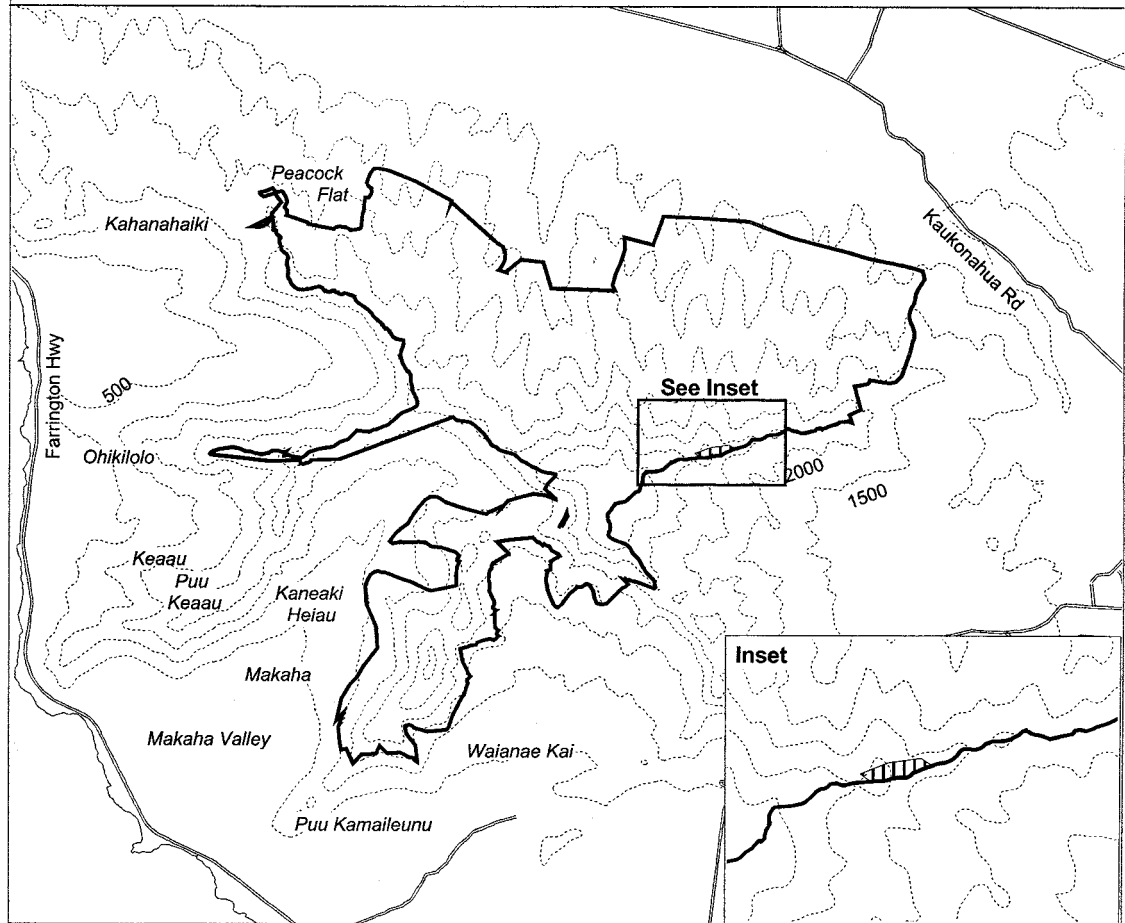 Peacock
Flat
Kahanahaiki
Kaukonahua Rd
Farrington Hwy
500
See Inset
Ohikilolo
2000
1500
Keaau
Puu
Keaau
Kaneaki
Heiau
Inset
Makaha
Makaha Valley
Waianae Kai
Puu Kamaileunu